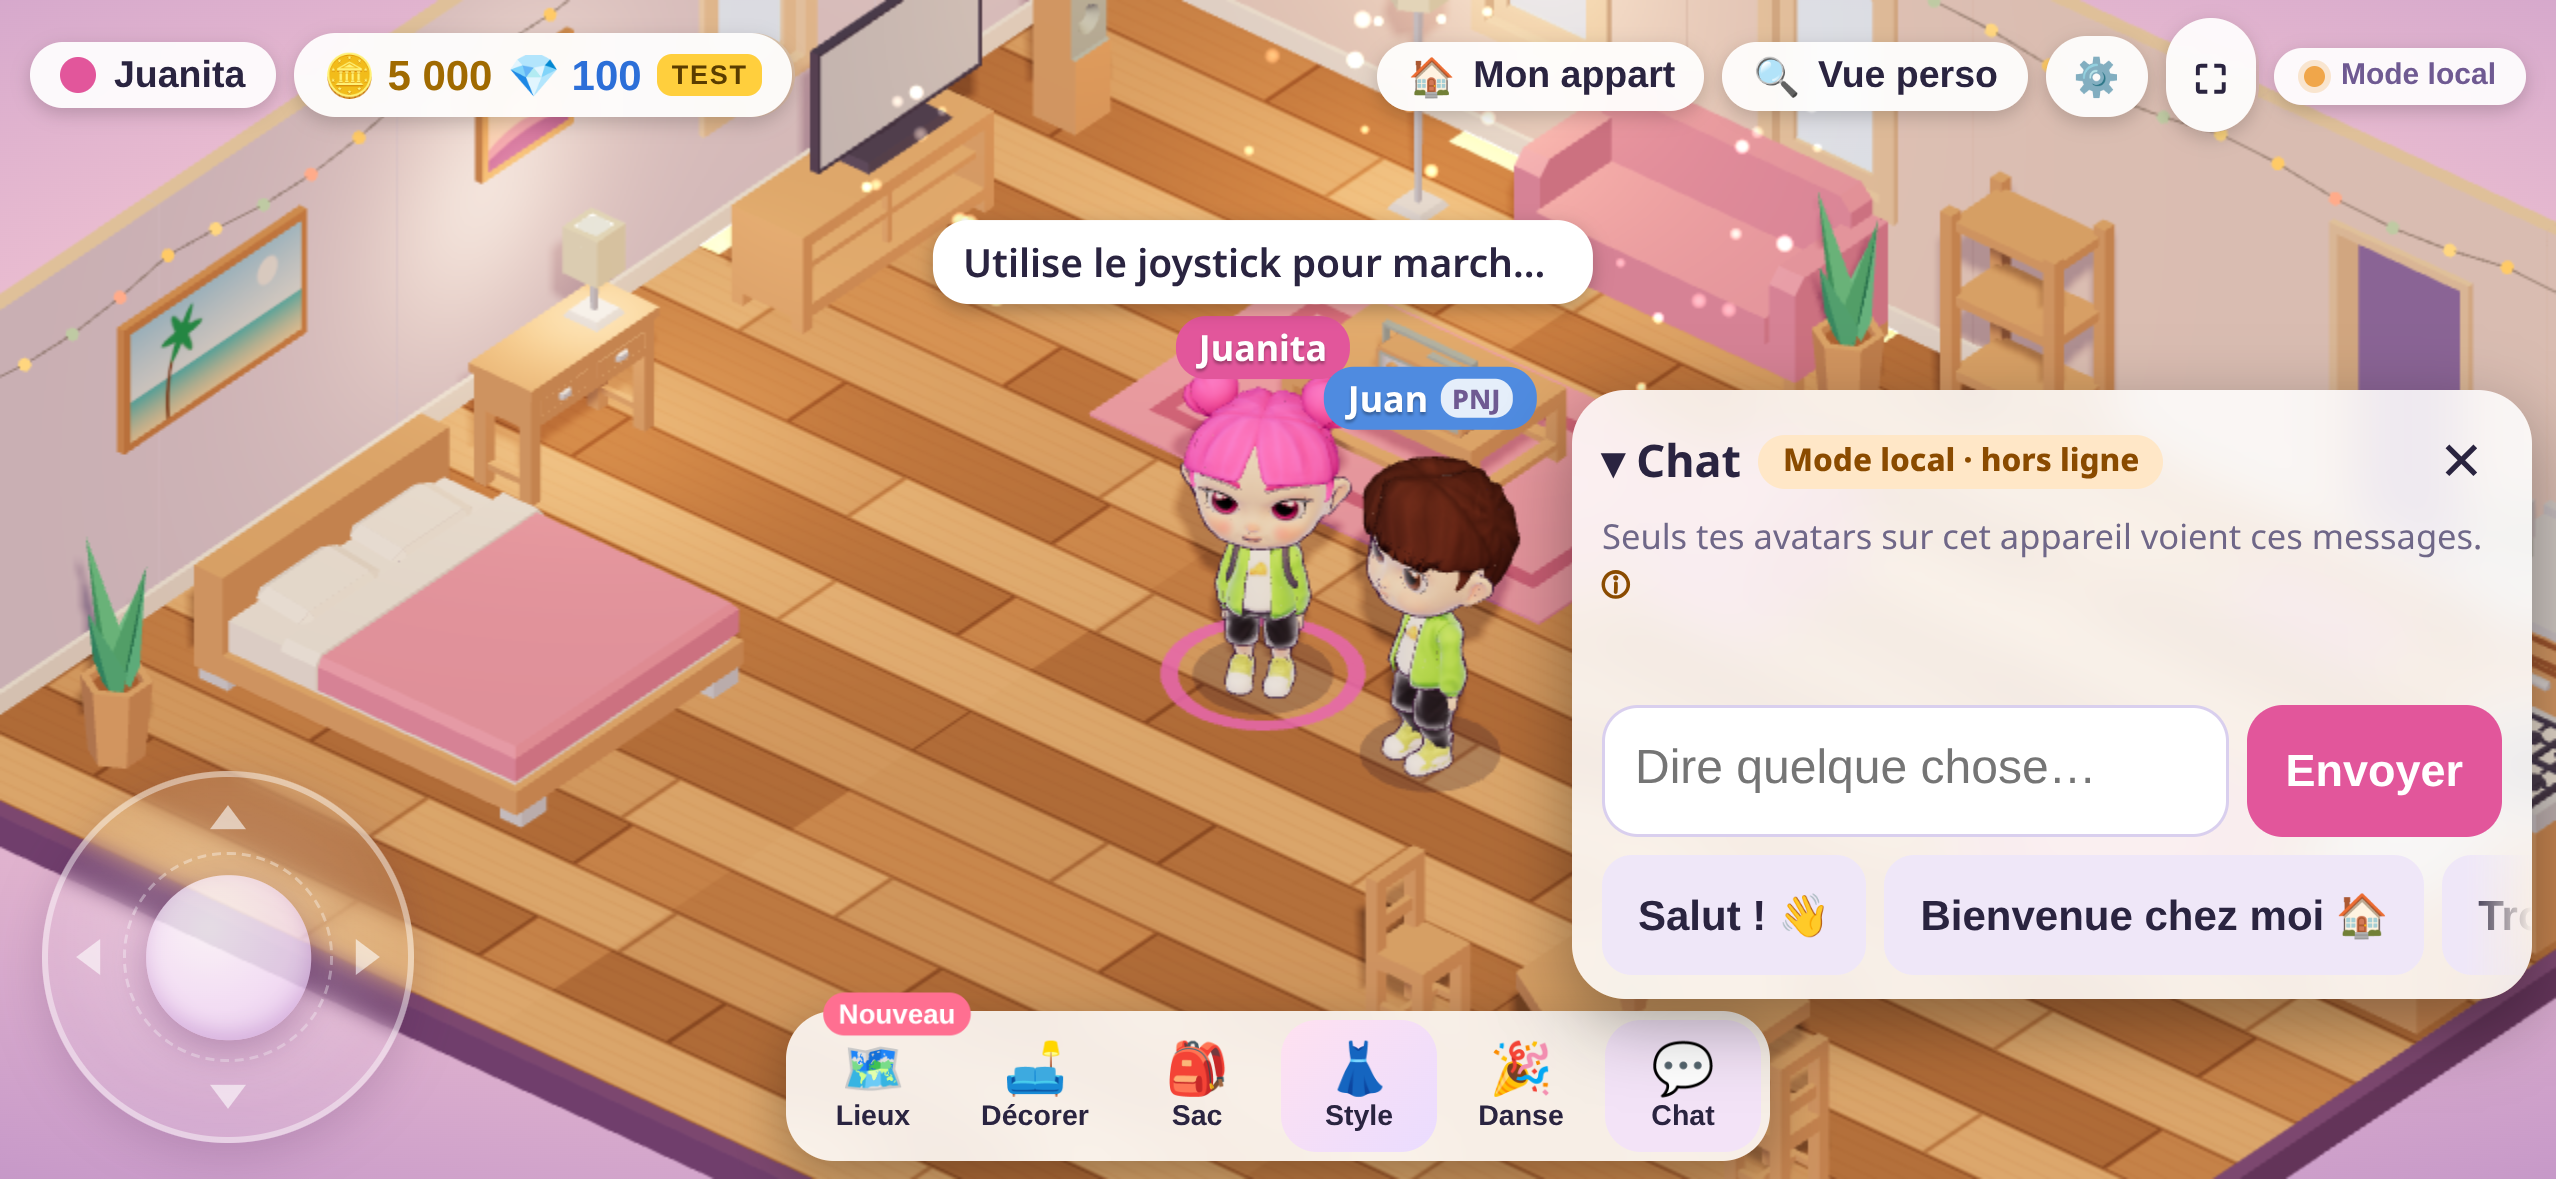 Juanita
5 000 100 TEST
Mon appart
Vue perso
Mode local
Utilise le joystick pour march...
Juanita
Juan PNJ
▼ Chat Mode local · hors ligne
Seuls tes avatars sur cet appareil voient ces messages.
Dire quelque chose…
Envoyer
Salut ! 👋
Bienvenue chez moi 🏠
Nouveau
Lieux
Décorer
Sac
Style
Danse
Chat